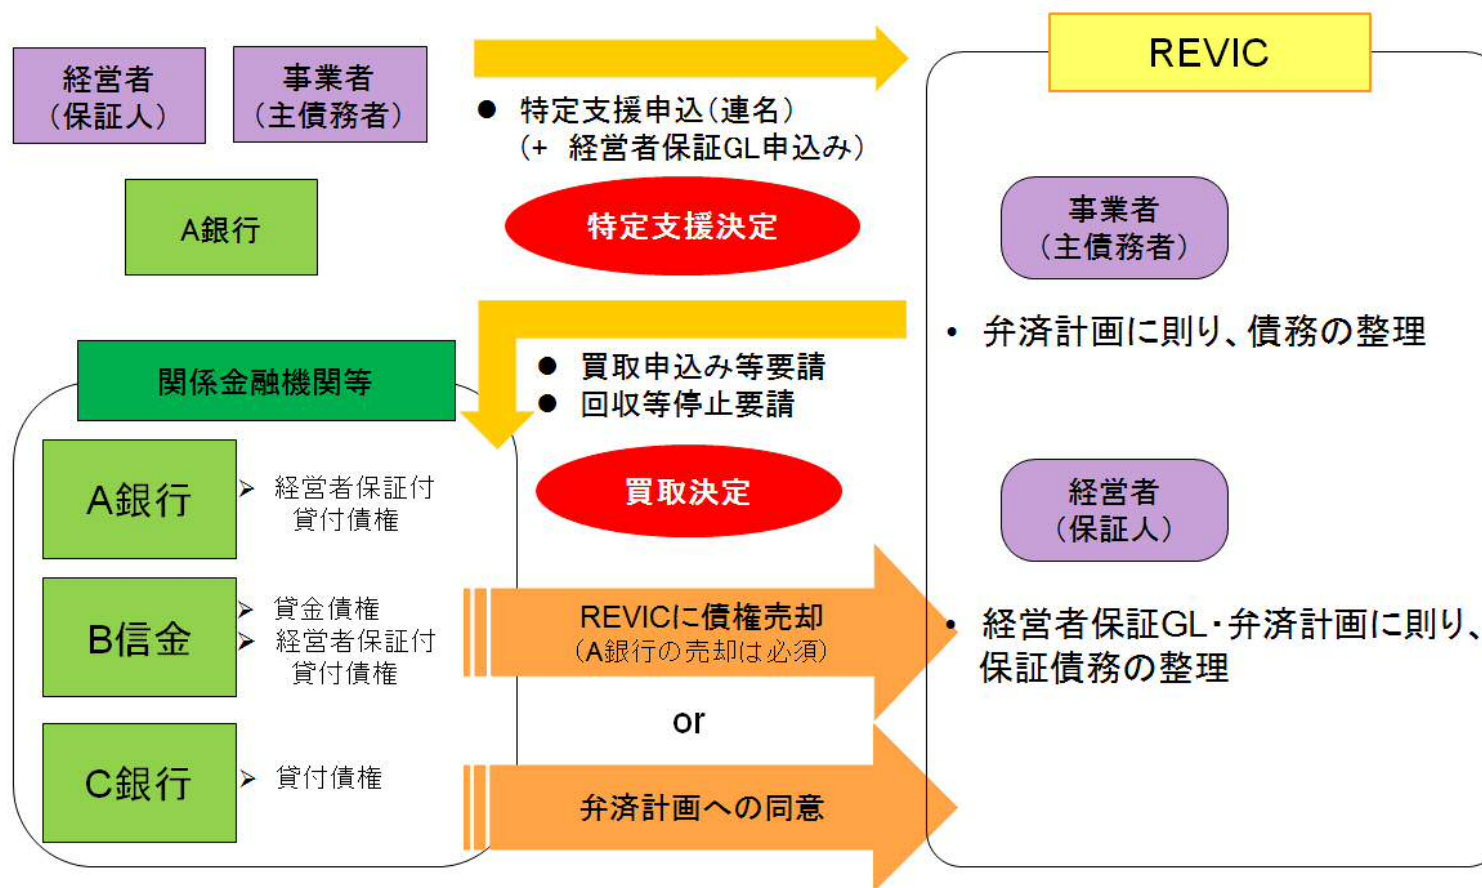 経営者
（保証人）
事業者
（主債務者）
A銀行
● 特定支援申込（連名）
（+ 経営者保証GL申込み）
特定支援決定
REVIC
事業者
（主債務者）
• 弁済計画に則り、債務の整理
● 買取申込み等要請
● 回収等停止要請
買取決定
関係金融機関等
A銀行
➢ 経営者保証付
貸付債権
B信金
➢ 貸金債権
➢ 経営者保証付
貸付債権
C銀行
➢ 貸付債権
REVICに債権売却
（A銀行の売却は必須）
or
弁済計画への同意
経営者
（保証人）
• 経営者保証GL・弁済計画に則り、
保証債務の整理